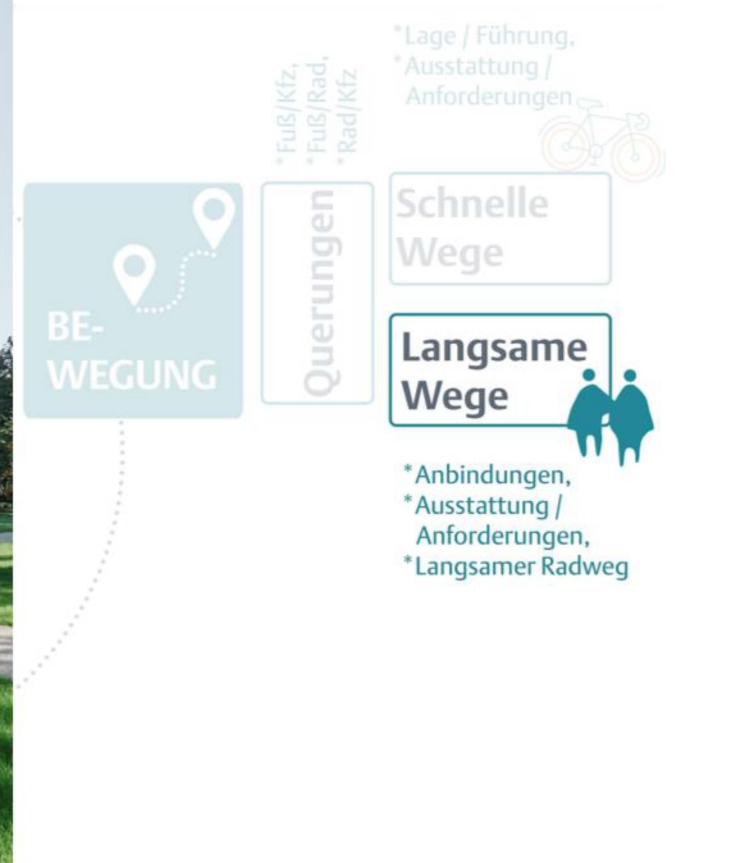 *Lage / Führung,
*Ausstattung /
Anforderungen
*Fuß/Kfz,
*Fuß/Rad,
*Rad/Kfz
BE-
WEGUNG
Querungen
Schnelle
Wege
Langsame
Wege
*Anbindungen,
*Ausstattung /
Anforderungen,
*Langsamer Radweg